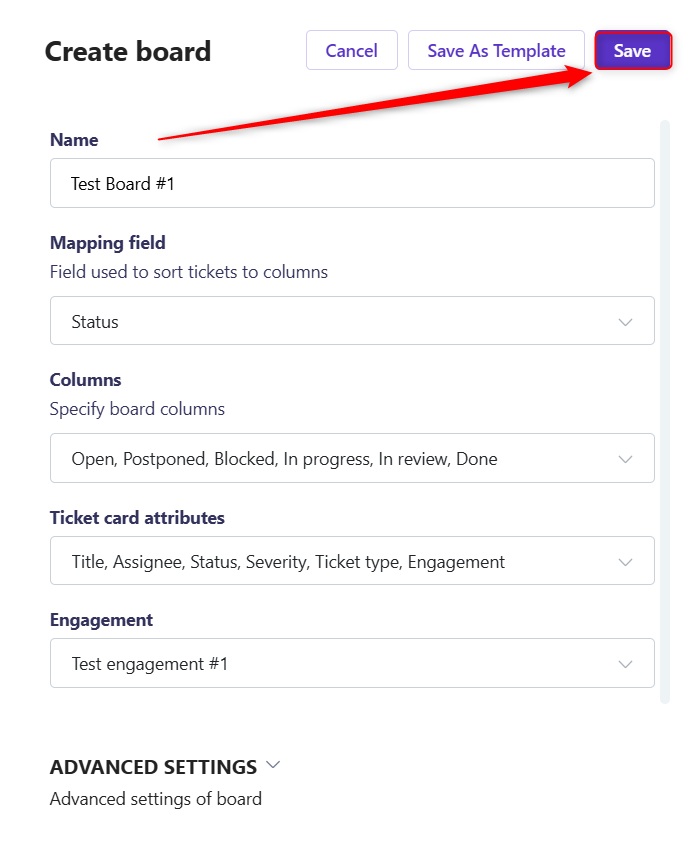 Create board
Cancel
Save As Template
Save
Name
Test Board #1
Mapping field
Field used to sort tickets to columns
Status
Columns
Specify board columns
Open, Postponed, Blocked, In progress, In review, Done
Ticket card attributes
Title, Assignee, Status, Severity, Ticket type, Engagement
Engagement
Test engagement #1
ADVANCED SETTINGS
Advanced settings of board